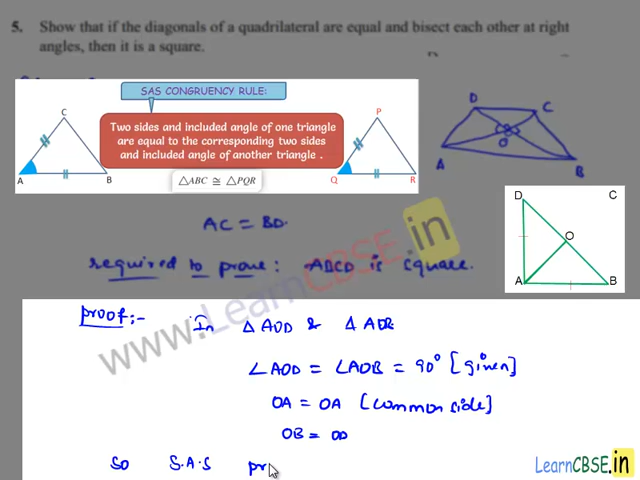 5. Show that if the diagonals of a quadrilateral are equal and bisect each other at right
angles, then it is a square.
SAS CONGRUENCY RULE:
Two sides and included angle of one triangle
are equal to the corresponding two sides
and included angle of another triangle .
△ABC ≅ △PQR
C
A
B
P
Q
R
D
C
O
A
B
D
C
O
A
B
AC = BD.
required to prove : ABCD is square.
www.LearnCBSE.in
proof:- In △ AOD & △ AOB
∠AOD = ∠AOB = 90° [given]
OA = OA [common side]
OB = OD
so S.A.S pr
LearnCBSE.in